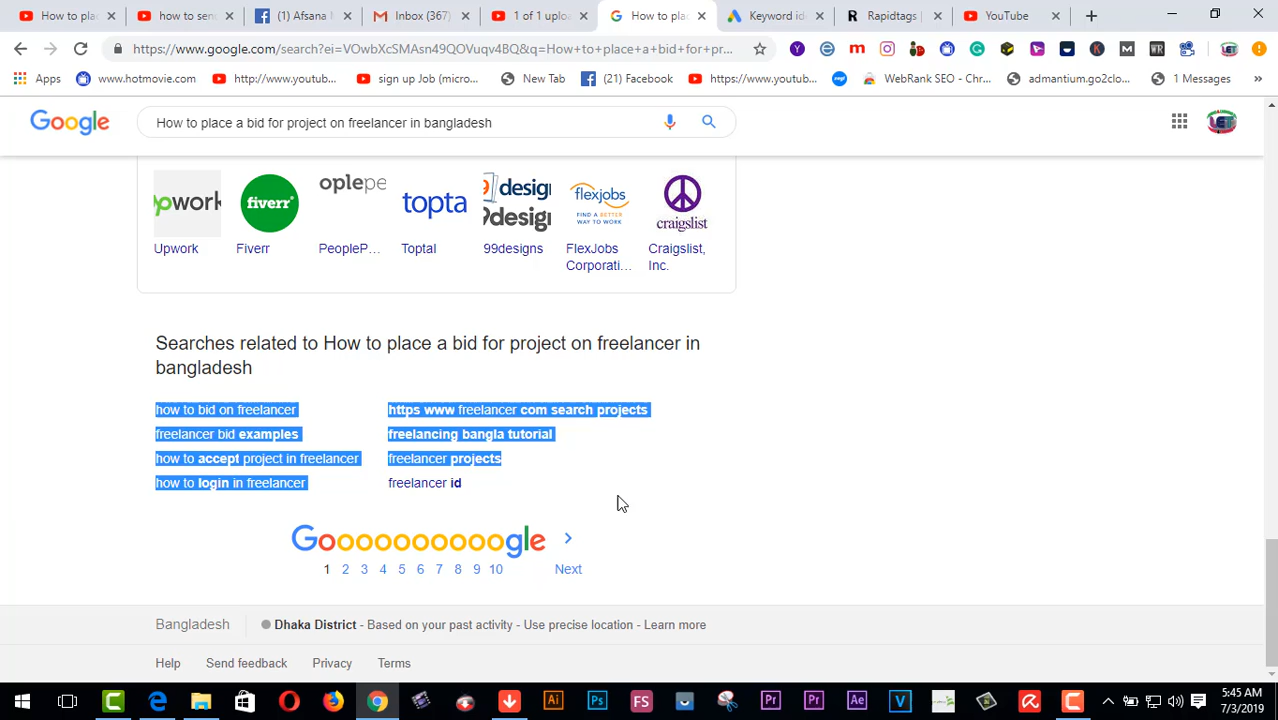 How to plac
how to sen
(1) Afsana I
Inbox (367)
1 of 1 uploa
How to plac
Keyword ide
Rapidtags |
YouTube
https://www.google.com/search?ei=VOwbXcSMAsn49QOVuqv4BQ&q=How+to+place+a+bid+for+pr...
Apps
www.hotmovie.com
http://www.youtub...
sign up Job (micro...
New Tab
(21) Facebook
https://www.youtub...
WebRank SEO - Chr...
admantium.go2clo...
1 Messages
Google
How to place a bid for project on freelancer in bangladesh
Upwork
Fiverr
PeopleP...
Toptal
99designs
FlexJobs Corporati...
Craigslist, Inc.
Searches related to How to place a bid for project on freelancer in
bangladesh
how to bid on freelancer
https www freelancer com search projects
freelancer bid examples
freelancing bangla tutorial
how to accept project in freelancer
freelancer projects
how to login in freelancer
freelancer id
Goooooooooogle
1 2 3 4 5 6 7 8 9 10 Next
Bangladesh
Dhaka District - Based on your past activity - Use precise location - Learn more
Help Send feedback Privacy Terms
5:45 AM
7/3/2019